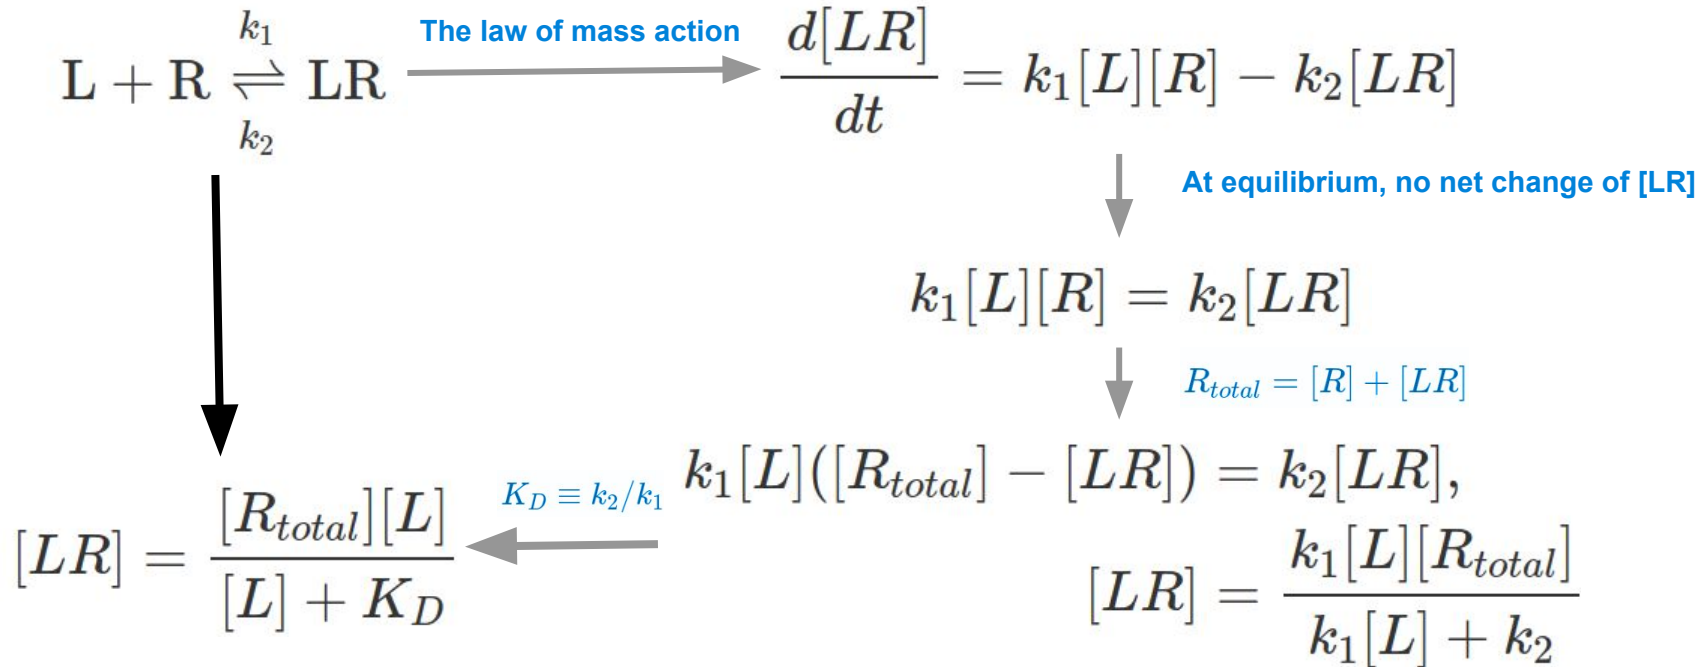 L + R ⇌ LR
k₁
k₂
The law of mass action
d[LR]/dt = k₁[L][R] − k₂[LR]
At equilibrium, no net change of [LR]
k₁[L][R] = k₂[LR]
R_total = [R] + [LR]
k₁[L]([R_total] − [LR]) = k₂[LR],
[LR] = k₁[L][R_total] / k₁[L] + k₂
K_D ≡ k₂/k₁
[LR] = [R_total][L] / [L] + K_D